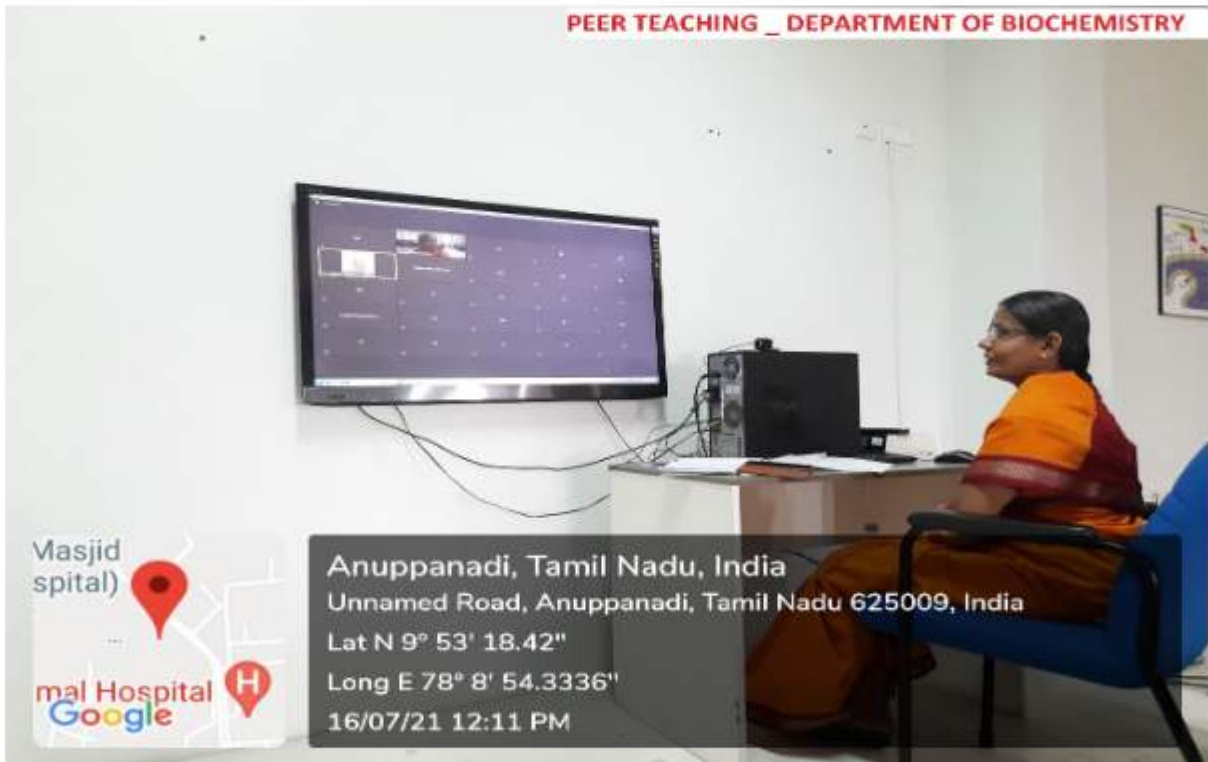 PEER TEACHING _ DEPARTMENT OF BIOCHEMISTRY
Masjid
spital)
mal Hospital
H
Google
Anuppanadi, Tamil Nadu, India
Unnamed Road, Anuppanadi, Tamil Nadu 625009, India
Lat N 9° 53' 18.42"
Long E 78° 8' 54.3336"
16/07/21 12:11 PM